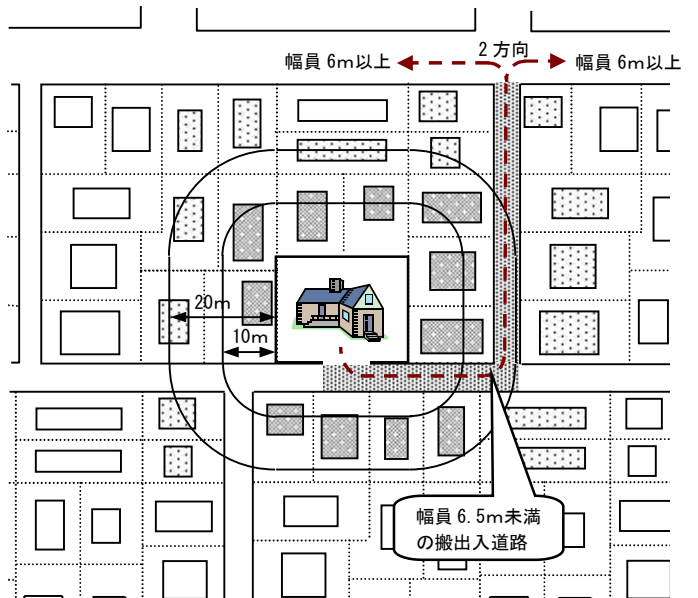 2 方向
幅員 6ｍ以上
幅員 6ｍ以上
20ｍ
10ｍ
幅員 6.5ｍ未満
の搬出入道路